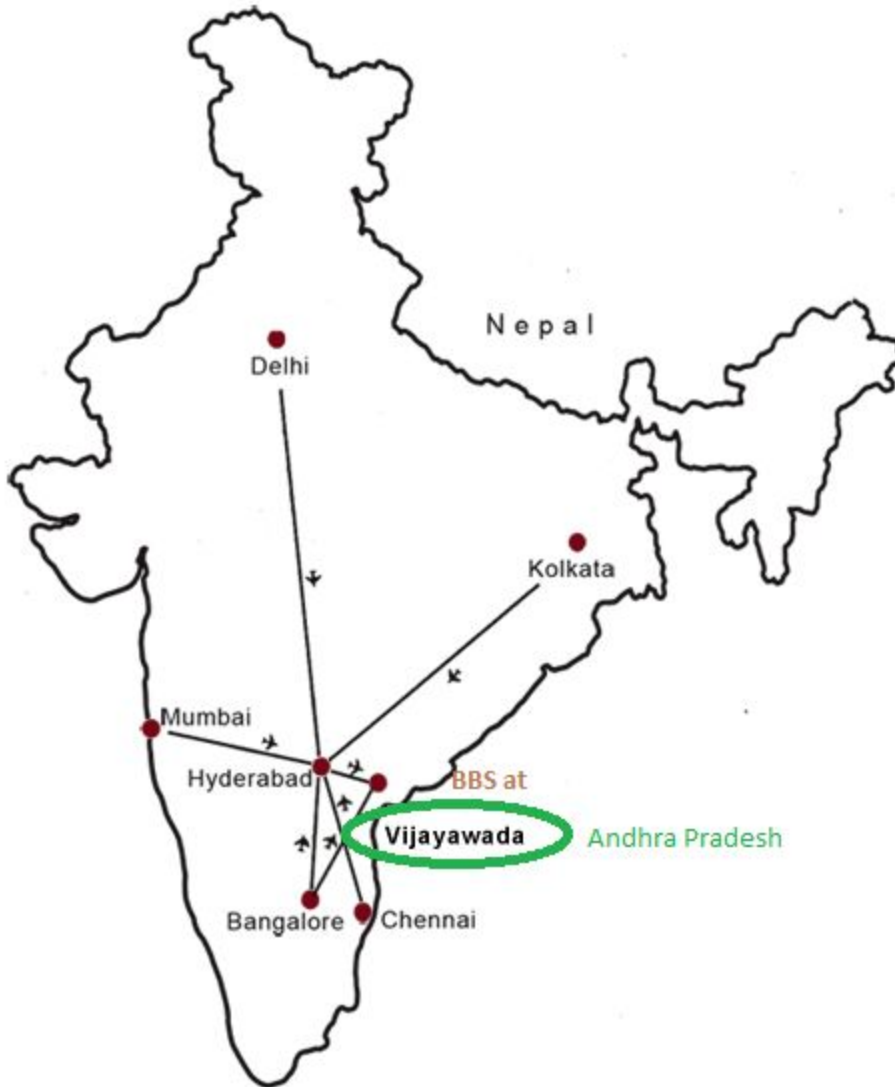 Nepal
Delhi
Kolkata
Mumbai
Hyderabad
BBS at
Vijayawada
Andhra Pradesh
Bangalore
Chennai